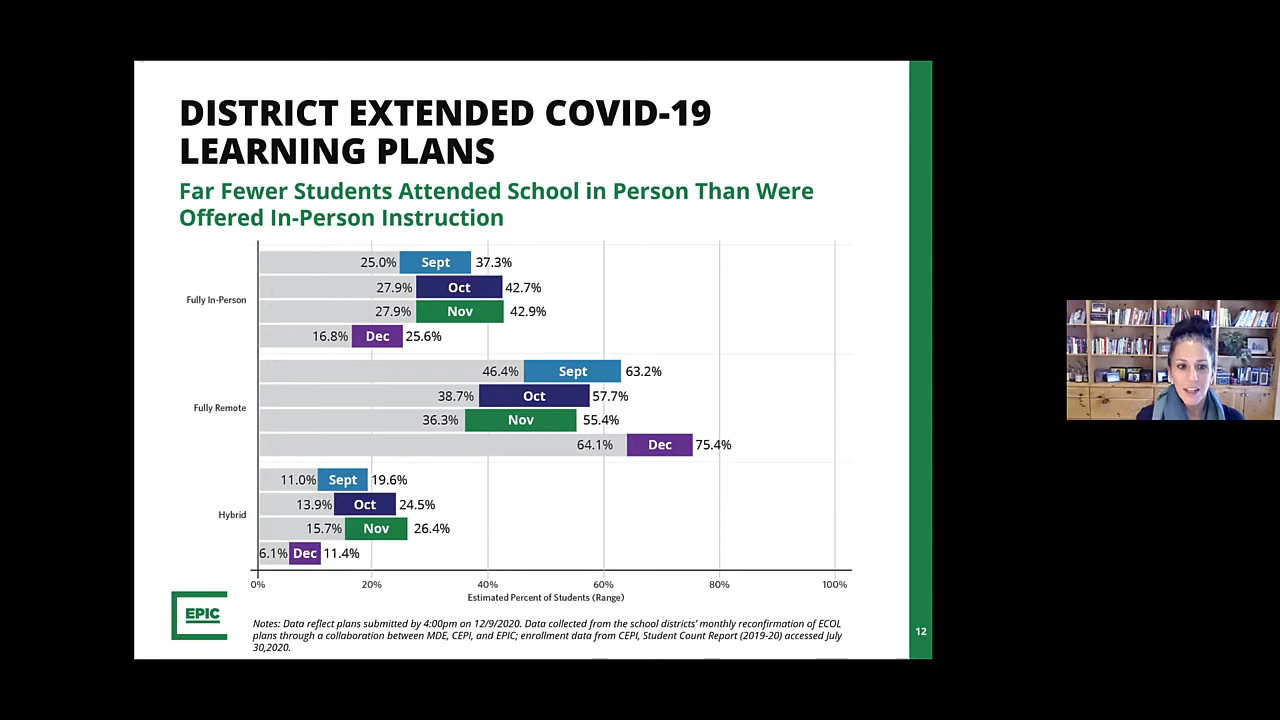 DISTRICT EXTENDED COVID-19
LEARNING PLANS
Far Fewer Students Attended School in Person Than Were
Offered In-Person Instruction
25.0% Sept 37.3%
27.9% Oct 42.7%
Fully In-Person
27.9% Nov 42.9%
16.8% Dec 25.6%
46.4% Sept 63.2%
38.7% Oct 57.7%
Fully Remote
36.3% Nov 55.4%
64.1% Dec 75.4%
11.0% Sept 19.6%
13.9% Oct 24.5%
Hybrid
15.7% Nov 26.4%
6.1% Dec 11.4%
0% 20% 40% 60% 80% 100%
Estimated Percent of Students (Range)
EPIC
Notes: Data reflect plans submitted by 4:00pm on 12/9/2020. Data collected from the school districts' monthly reconfirmation of ECOL
plans through a collaboration between MDE, CEPI, and EPIC; enrollment data from CEPI, Student Count Report (2019-20) accessed July
30,2020.
12